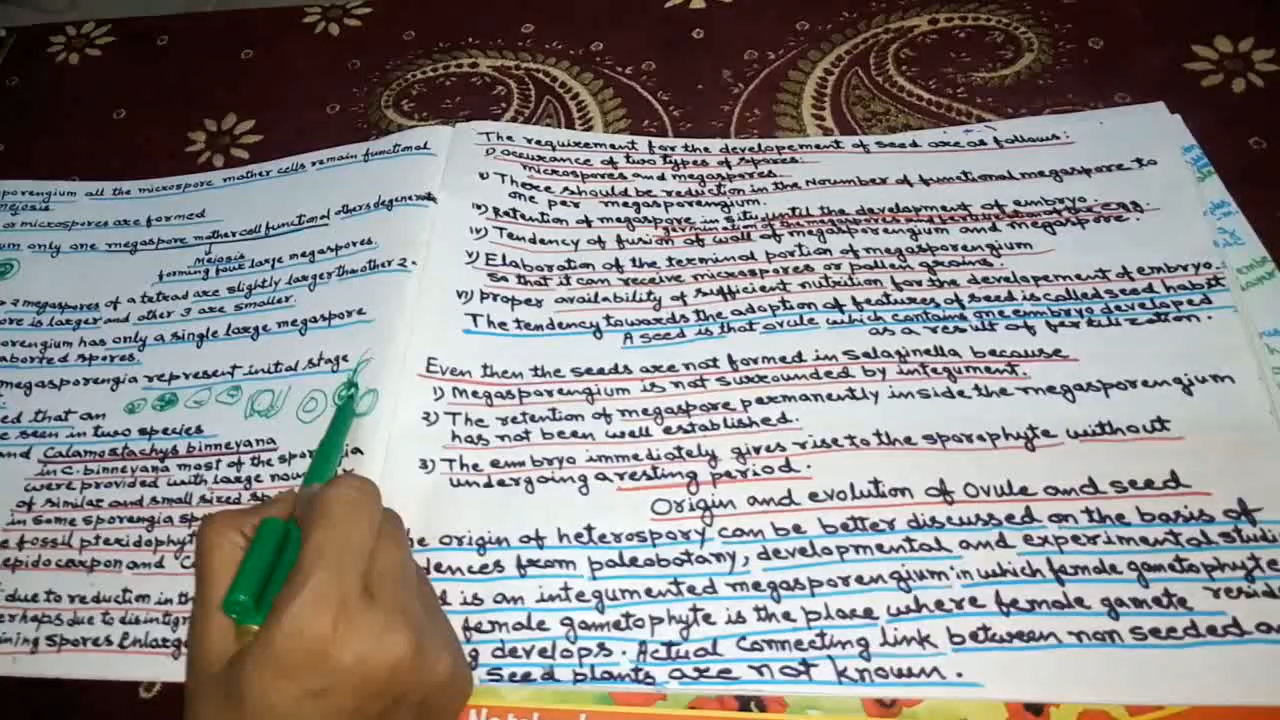 porengium all the microspore mother cells remain functional
meiosis
or microspores are formed
um only one megaspore mother cell functional others degenerate
Meiosis
forming four large megaspores.
2 megaspores of a tetrad are slightly larger than other 2.
ore is larger and other 3 are smaller.
porengium has only a single large megaspore
aborted spores.
megasporengia represent initial stage
ed that an
e seen in two species
and Calamostachys binneyana
in C. binneyana most of the
were provided with large
of similar and small sized
in some sporengia
e fossil
epidocarpon and
due to reduction in th
erhaps due to
ining spores
The requirement for the developement of seed are as follows:
i) occurance of two types of spores:
microspores and megaspores.
ii) There should be reduction in the Noumber of functional megaspore to
one per megasporengium.
iii) Retention of megaspore in situ until the development of embryo.
germination of the megaspores and fertilization of the egg.
iv) Tendency of fusion of wall of megasporengium and megaspore.
v) Elaboration of the terminal portion of megasporengium
so that it can receive microspores or pollen grains.
vi) proper availability of sufficient nutrition for the developement of embryo.
The tendency towards the adoption of features of seed is called seed habit
A seed is that ovule which contains one embryo developed
as a result of fertilization.
Even then the seeds are not formed in Selaginella because
1) Megasporengium is not surrounded by integument.
2) The retention of megaspore permanently inside the megasporengium
has not been well established.
3) The embryo immediately gives rise to the sporophyte without
undergoing a resting period.
Origin and evolution of Ovule and seed
e origin of heterospory can be better discussed on the basis of
dences from paleobotany, developmental and experimental studi
is an integumented megasporengium in which female gametophyte
female gametophyte is the place where female gamete resid
g develops. Actual connecting link between non seeded a
seed plants are not known.